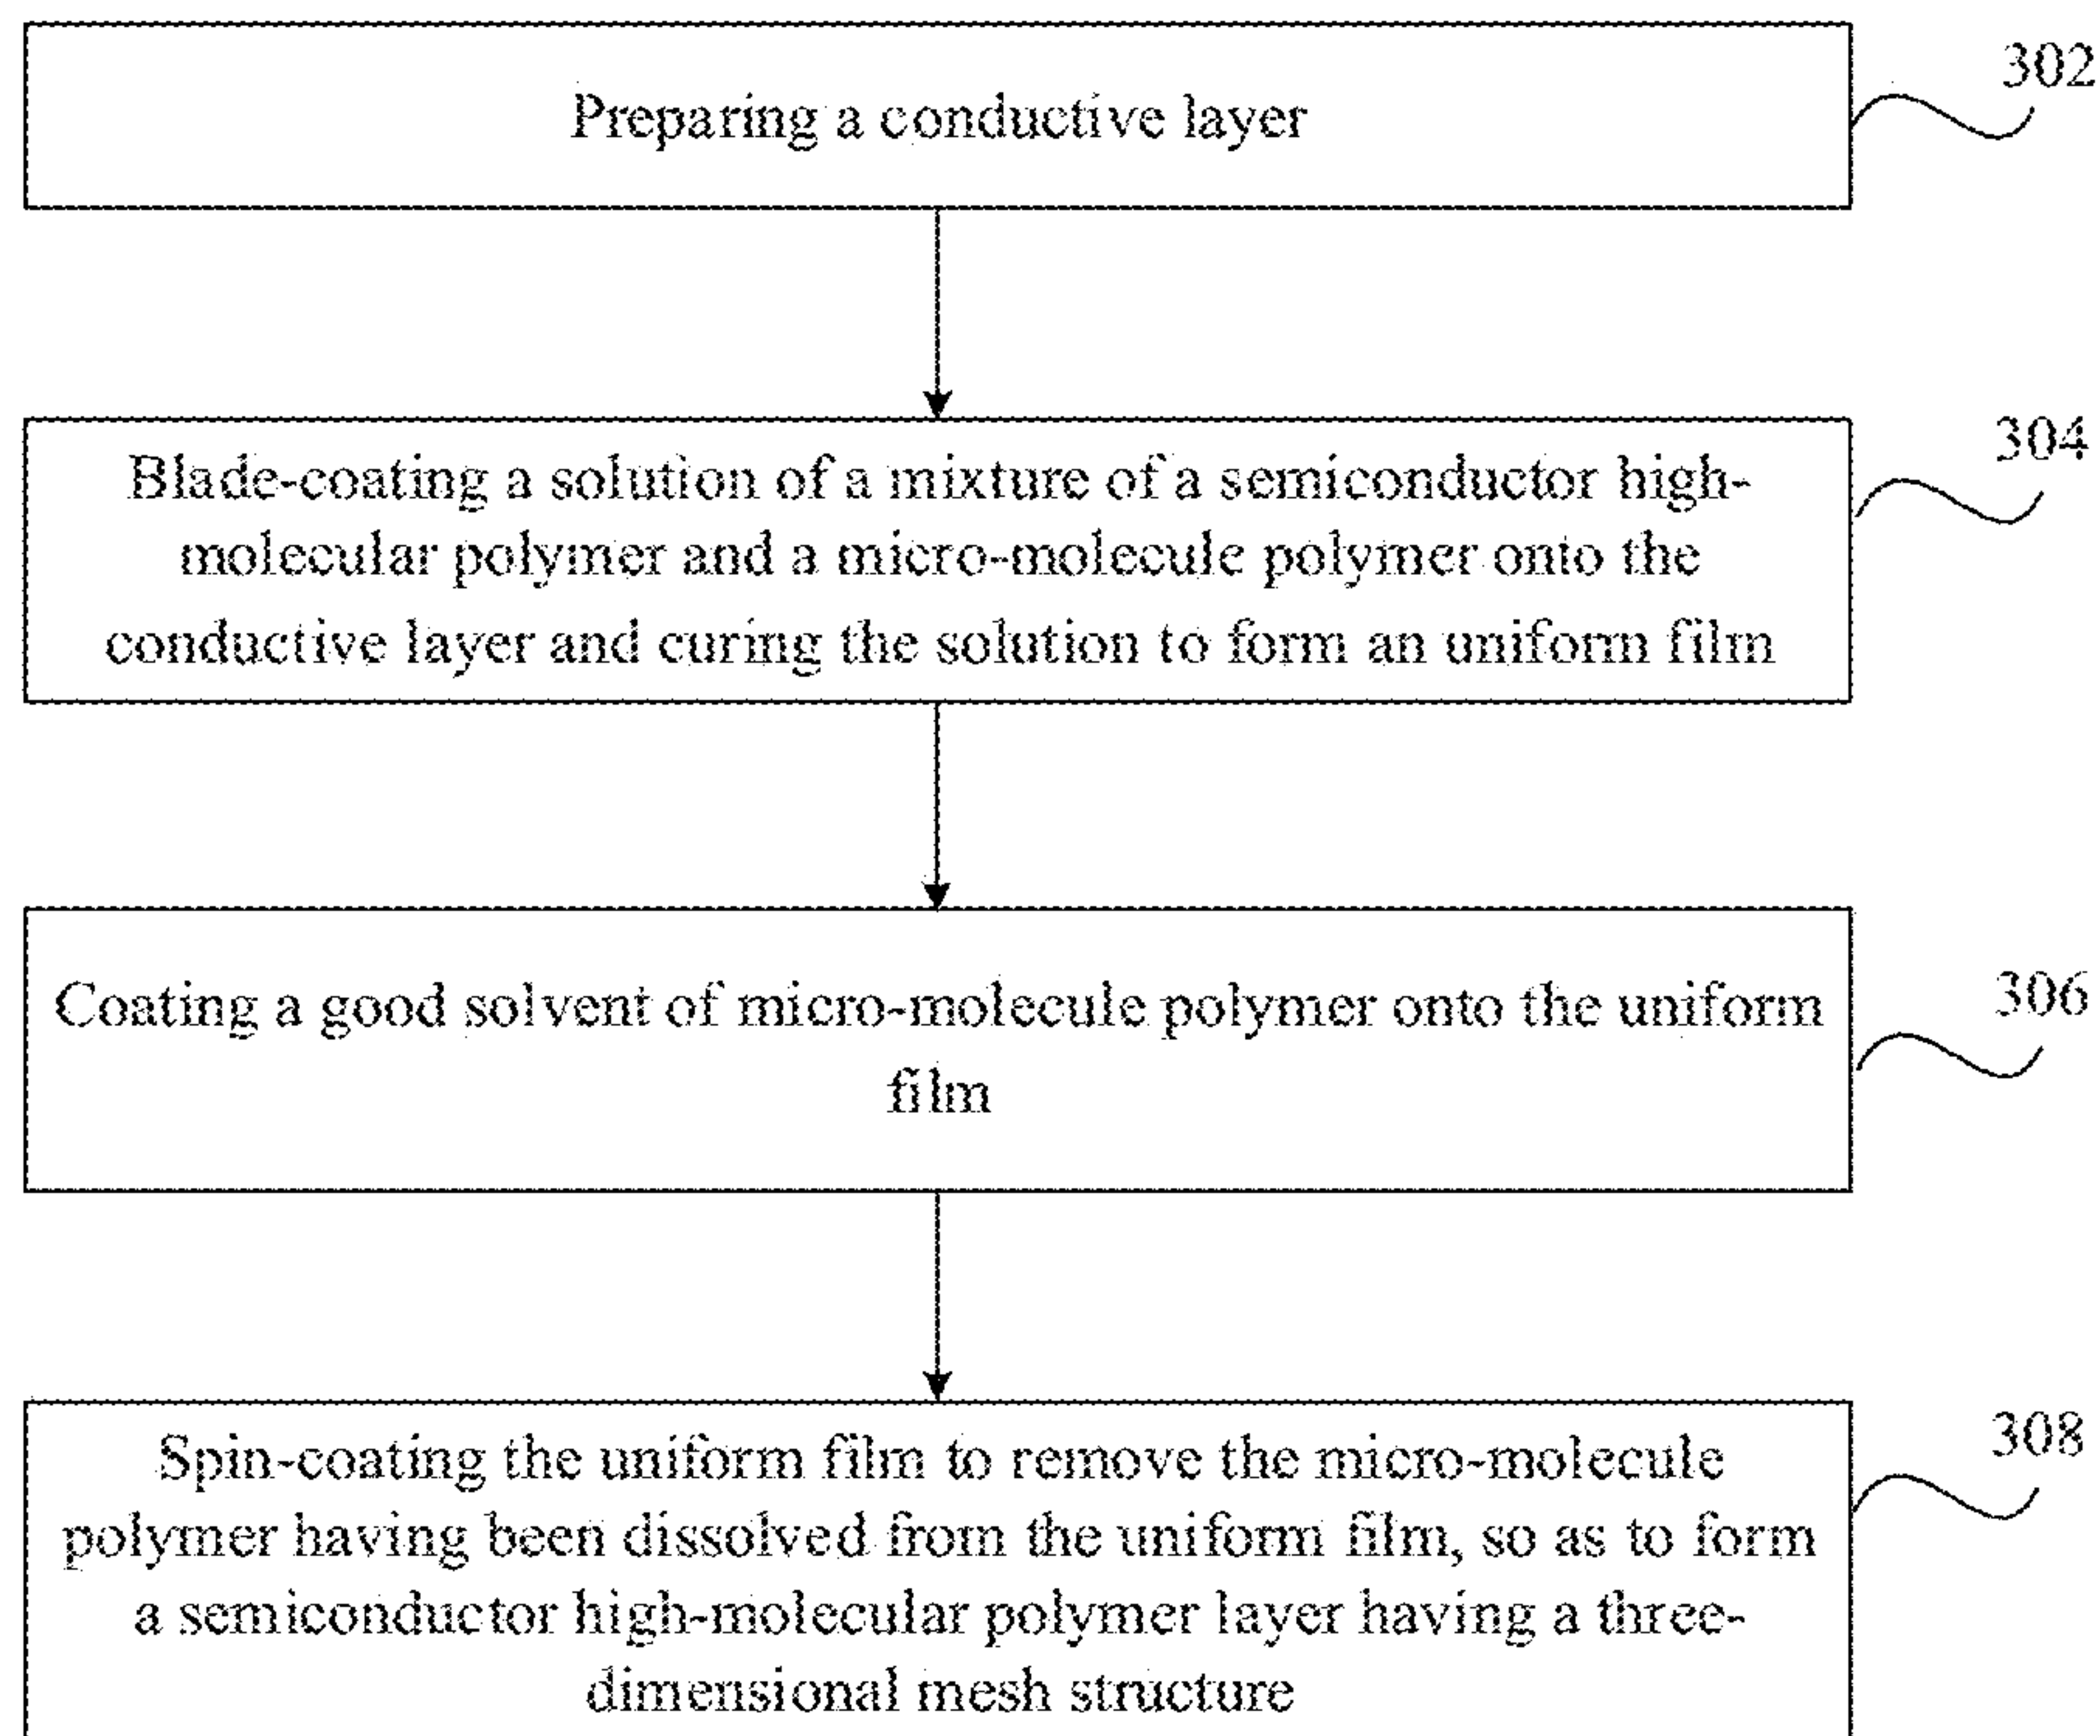 302
Preparing a conductive layer
304
Blade-coating a solution of a mixture of a semiconductor high-
molecular polymer and a micro-molecule polymer onto the
conductive layer and curing the solution to form an uniform film
306
Coating a good solvent of micro-molecule polymer onto the uniform
film
308
Spin-coating the uniform film to remove the micro-molecule
polymer having been dissolved from the uniform film, so as to form
a semiconductor high-molecular polymer layer having a three-
dimensional mesh structure